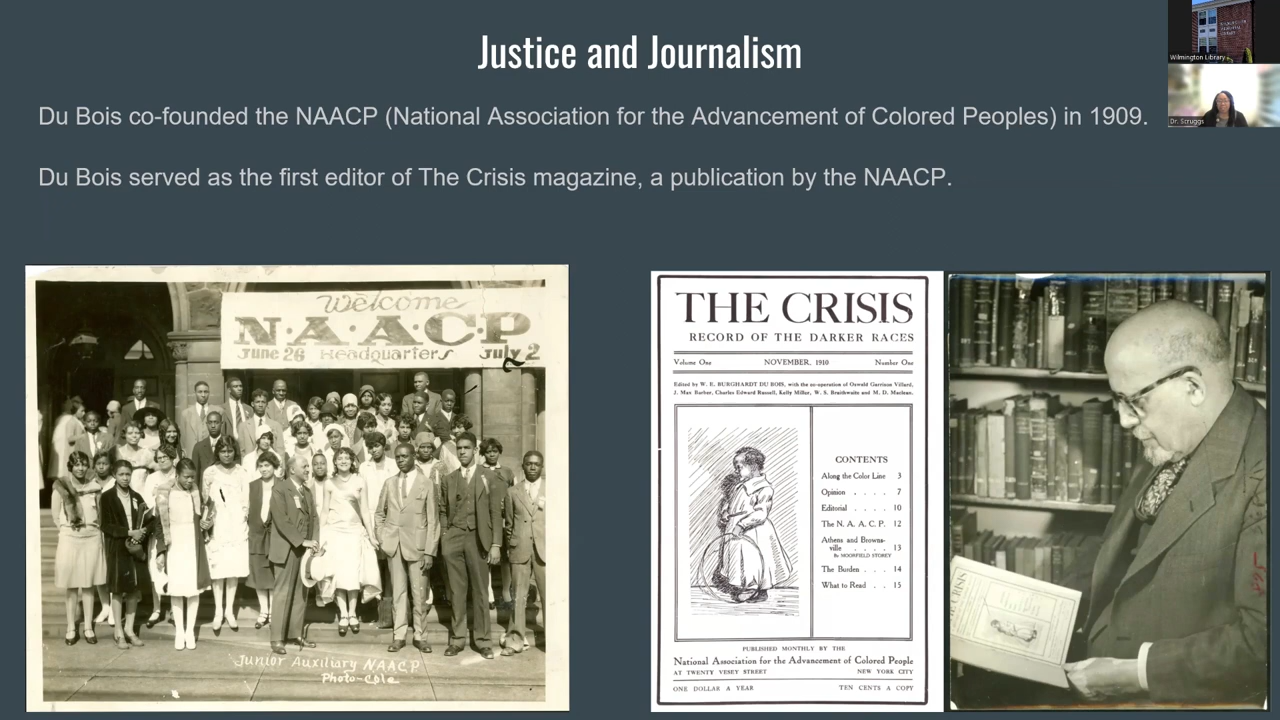 Justice and Journalism
Wilmington Library
Dr. Scruggs
Du Bois co-founded the NAACP (National Association for the Advancement of Colored Peoples) in 1909.
Du Bois served as the first editor of The Crisis magazine, a publication by the NAACP.
Welcome
N·A·A·C·P
June 26 Headquarters July 2
Junior Auxiliary NAACP
Photo-Cole
THE CRISIS
RECORD OF THE DARKER RACES
Volume One NOVEMBER, 1910 Number One
Edited by W. E. BURGHARDT DU BOIS, with the co-operation of Oswald Garrison Villard,
J. Max Barber, Charles Edward Russell, Kelly Miller, W. S. Braithwaite and M. D. Maclean.
CONTENTS
Along the Color Line 3
Opinion . . . . 7
Editorial . . . . 10
The N. A. A. C. P. 12
Athens and Browns-
ville . . . . 13
By MOORFIELD STOREY
The Burden . . 14
What to Read . . 15
PUBLISHED MONTHLY BY THE
National Association for the Advancement of Colored People
AT TWENTY VESEY STREET NEW YORK CITY
ONE DOLLAR A YEAR TEN CENTS A COPY